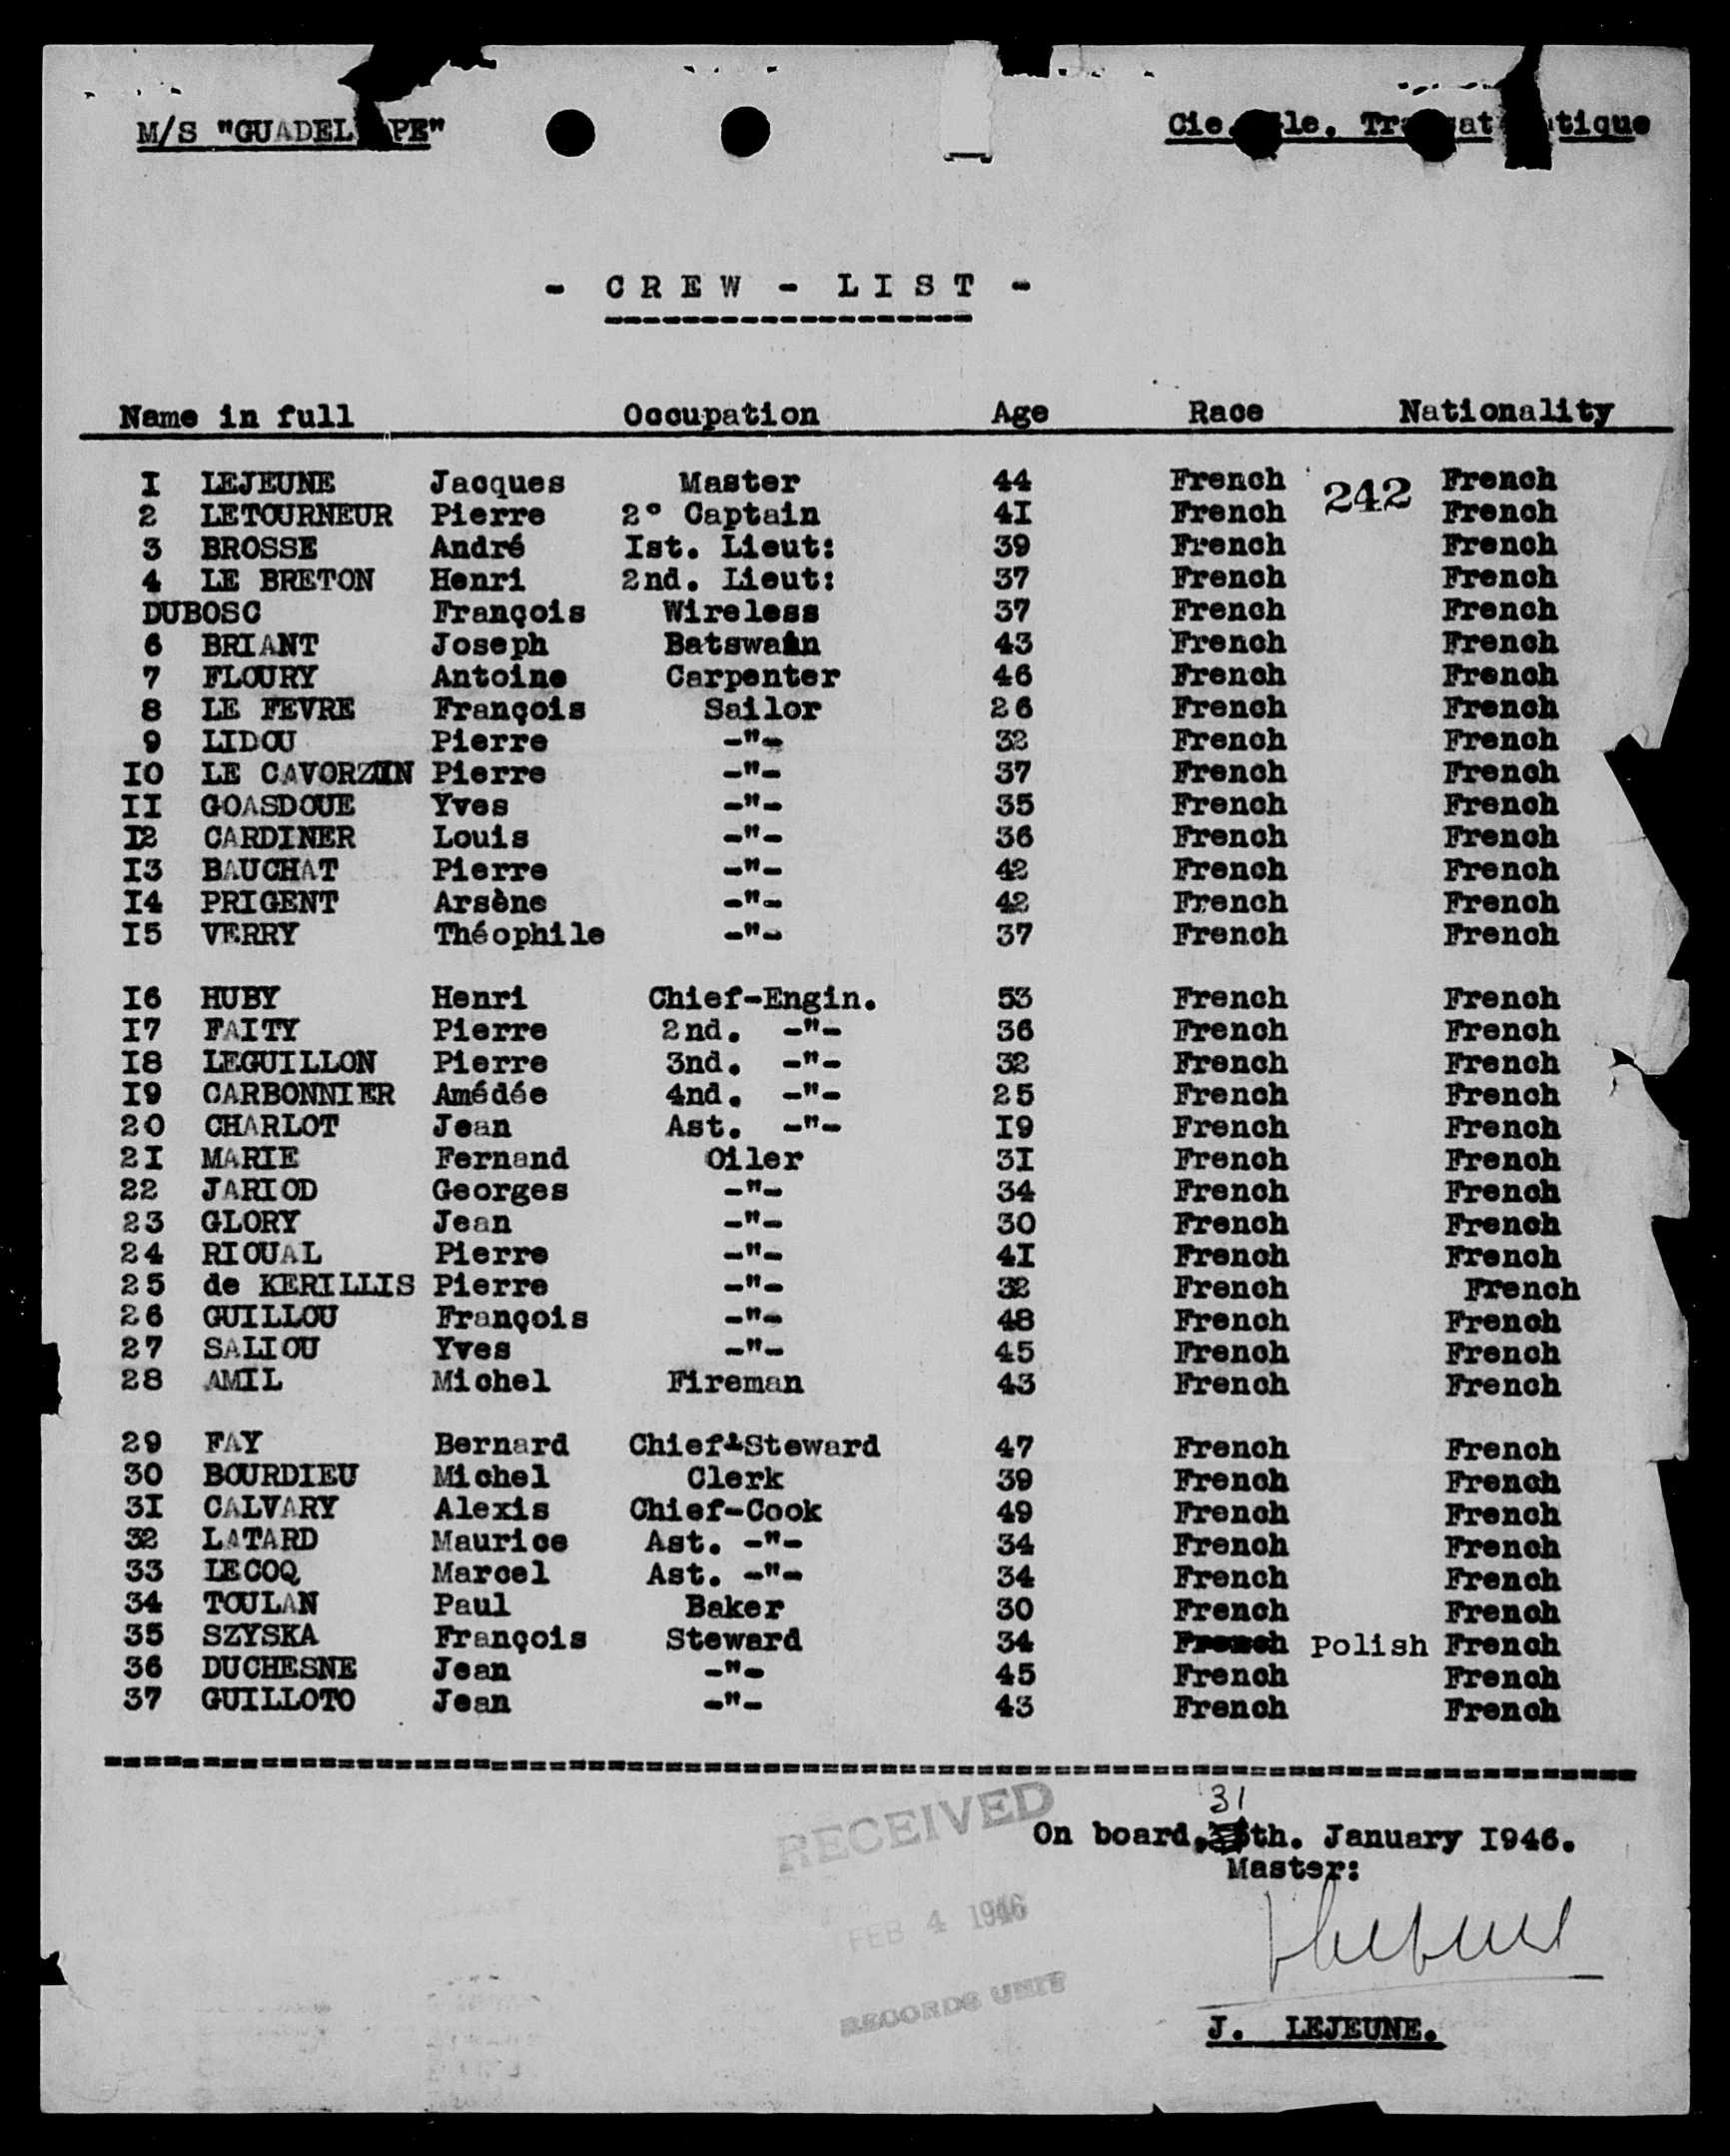 M/S "GUADEL PE" Cie. le. Tr at tique
- C R E W - L I S T -
Name in full Occupation Age Race Nationality
I LEJEUNE Jacques Master 44 French 242 French
2 LETOURNEUR Pierre 2° Captain 4I French French
3 BROSSE André Ist. Lieut: 39 French French
4 LE BRETON Henri 2nd. Lieut: 37 French French
DUBOSC François Wireless 37 French French
6 BRIANT Joseph Batswain 43 French French
7 FLOURY Antoine Carpenter 46 French French
8 LE FEVRE François Sailor 26 French French
9 LIDOU Pierre -"- 32 French French
IO LE CAVORZIN Pierre -"- 37 French French
II GOASDOUE Yves -"- 35 French French
I2 CARDINER Louis -"- 36 French French
I3 BAUCHAT Pierre -"- 42 French French
I4 PRIGENT Arsène -"- 42 French French
I5 VERRY Théophile -"- 37 French French
I6 HUBY Henri Chief-Engin. 53 French French
I7 FAITY Pierre 2nd. -"- 36 French French
I8 LEGUILLON Pierre 3nd. -"- 32 French French
I9 CARBONNIER Amédée 4nd. -"- 25 French French
20 CHARLOT Jean Ast. -"- I9 French French
2I MARIE Fernand Oiler 3I French French
22 JARIOD Georges -"- 34 French French
23 GLORY Jean -"- 30 French French
24 RIOUAL Pierre -"- 4I French French
25 de KERILLIS Pierre -"- 32 French French
26 GUILLOU François -"- 48 French French
27 SALIOU Yves -"- 45 French French
28 AMIL Michel Fireman 43 French French
29 FAY Bernard Chief-Steward 47 French French
30 BOURDIEU Michel Clerk 39 French French
3I CALVARY Alexis Chief-Cook 49 French French
32 LATARD Maurice Ast. -"- 34 French French
33 LECOQ Marcel Ast. -"- 34 French French
34 TOULAN Paul Baker 30 French French
35 SZYSKA François Steward 34 French Polish French
36 DUCHESNE Jean -"- 45 French French
37 GUILLOTO Jean -"- 43 French French
31
RECEIVED
On board, th. January I946.
Master:
FEB 4 1946
RECORDS UNIT
J. LEJEUNE.